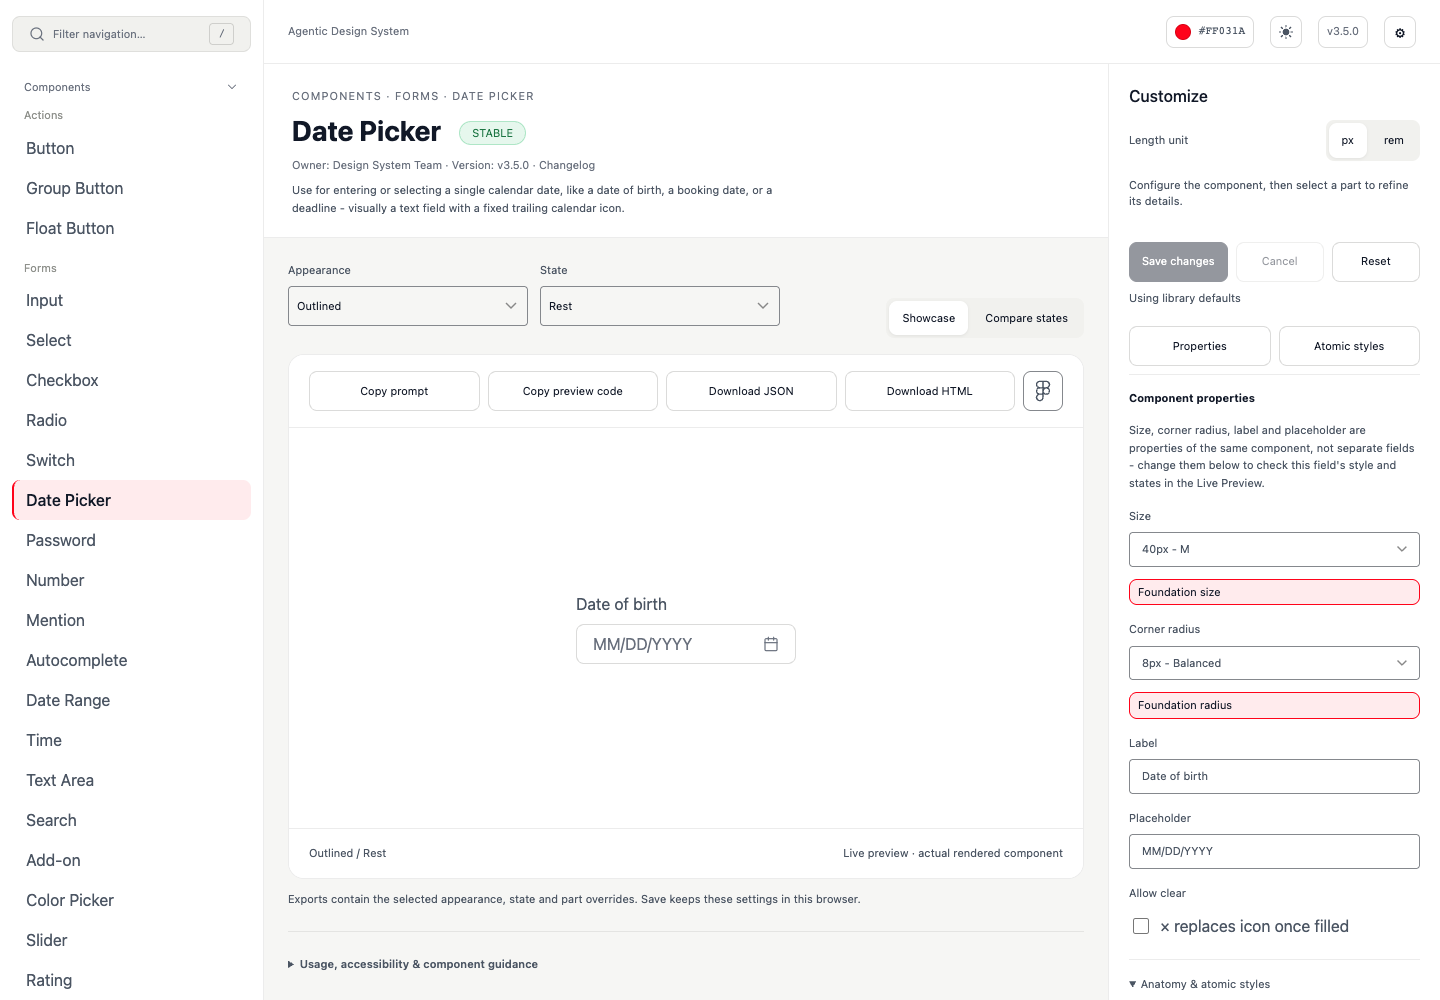 Filter navigation...
/
Components
Actions
Button
Group Button
Float Button
Forms
Input
Select
Checkbox
Radio
Switch
Date Picker
Password
Number
Mention
Autocomplete
Date Range
Time
Text Area
Search
Add-on
Color Picker
Slider
Rating
Agentic Design System
#FF031A
v3.5.0
COMPONENTS · FORMS · DATE PICKER
Date Picker
STABLE
Owner: Design System Team · Version: v3.5.0 · Changelog
Use for entering or selecting a single calendar date, like a date of birth, a booking date, or a
deadline - visually a text field with a fixed trailing calendar icon.
Appearance
State
Outlined
Rest
Showcase
Compare states
Copy prompt
Copy preview code
Download JSON
Download HTML
Date of birth
MM/DD/YYYY
Outlined / Rest
Live preview · actual rendered component
Exports contain the selected appearance, state and part overrides. Save keeps these settings in this browser.
Usage, accessibility & component guidance
Customize
Length unit
px
rem
Configure the component, then select a part to refine
its details.
Save changes
Cancel
Reset
Using library defaults
Properties
Atomic styles
Component properties
Size, corner radius, label and placeholder are
properties of the same component, not separate fields
- change them below to check this field's style and
states in the Live Preview.
Size
40px - M
Foundation size
Corner radius
8px - Balanced
Foundation radius
Label
Date of birth
Placeholder
MM/DD/YYYY
Allow clear
× replaces icon once filled
Anatomy & atomic styles